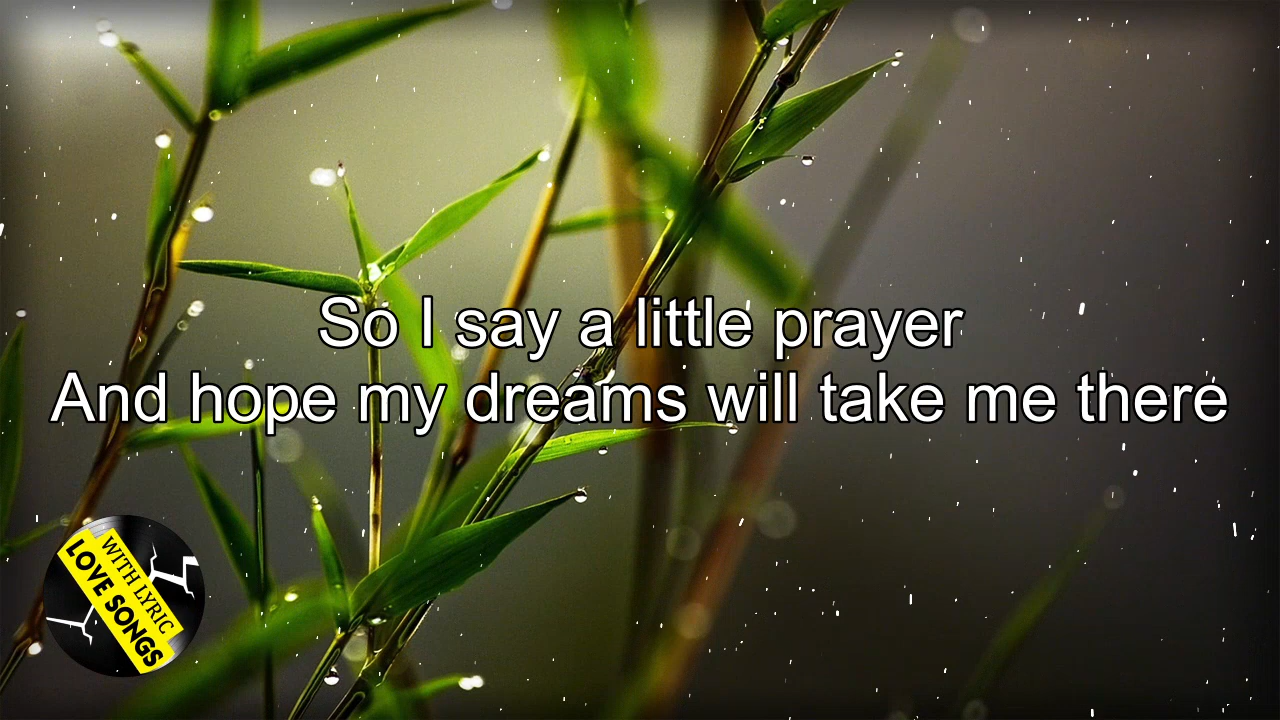 So I say a little prayer
And hope my dreams will take me there
WITH LYRIC
LOVE SONGS